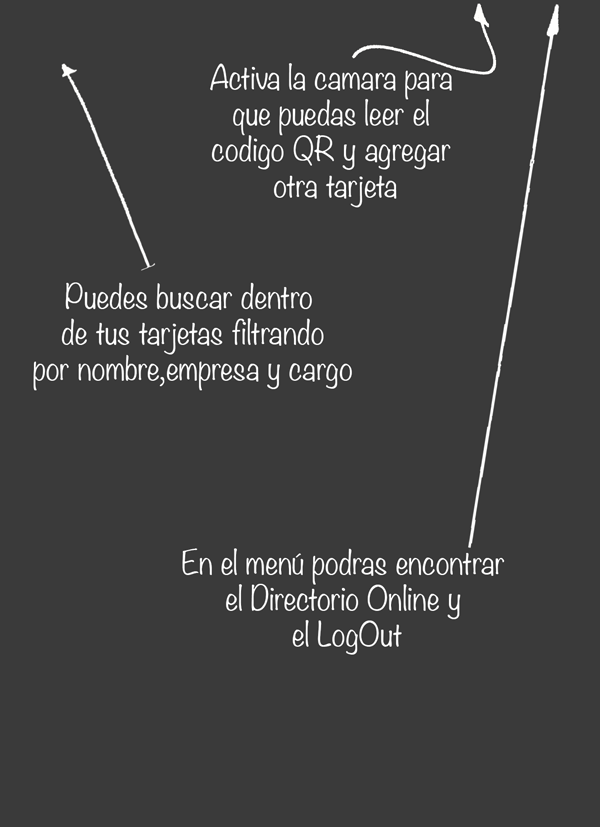 Activa la camara para
que puedas leer el
codigo QR y agregar
otra tarjeta
Puedes buscar dentro
de tus tarjetas filtrando
por nombre,empresa y cargo
En el menú podras encontrar
el Directorio Online y
el LogOut